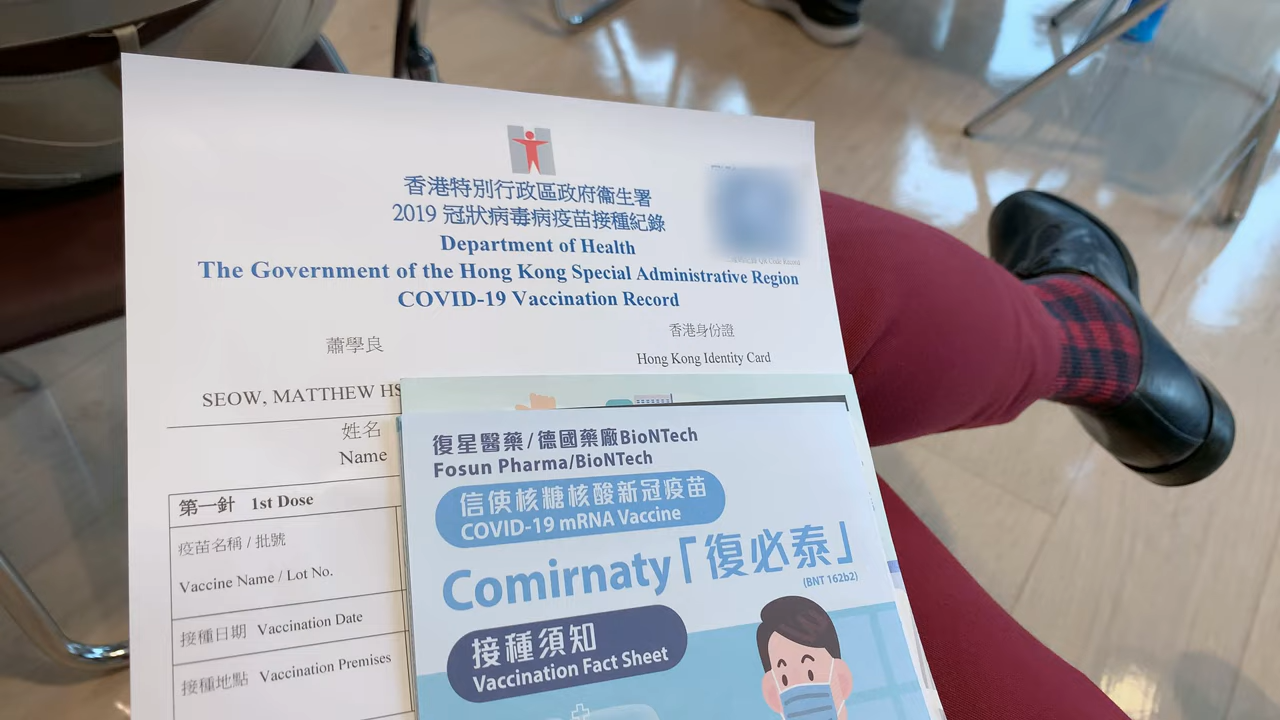 香港特別行政區政府衞生署
2019 冠狀病毒病疫苗接種紀錄
Department of Health
The Government of the Hong Kong Special Administrative Region
COVID-19 Vaccination Record
蕭學良
香港身份證
Hong Kong Identity Card
SEOW, MATTHEW HS
姓名
Name
第一針 1st Dose
疫苗名稱 / 批號
Vaccine Name / Lot No.
接種日期 Vaccination Date
接種地點 Vaccination Premises
復星醫藥/德國藥廠BioNTech
Fosun Pharma/BioNTech
信使核糖核酸新冠疫苗
COVID-19 mRNA Vaccine
Comirnaty「復必泰」
(BNT 162b2)
接種須知
Vaccination Fact Sheet